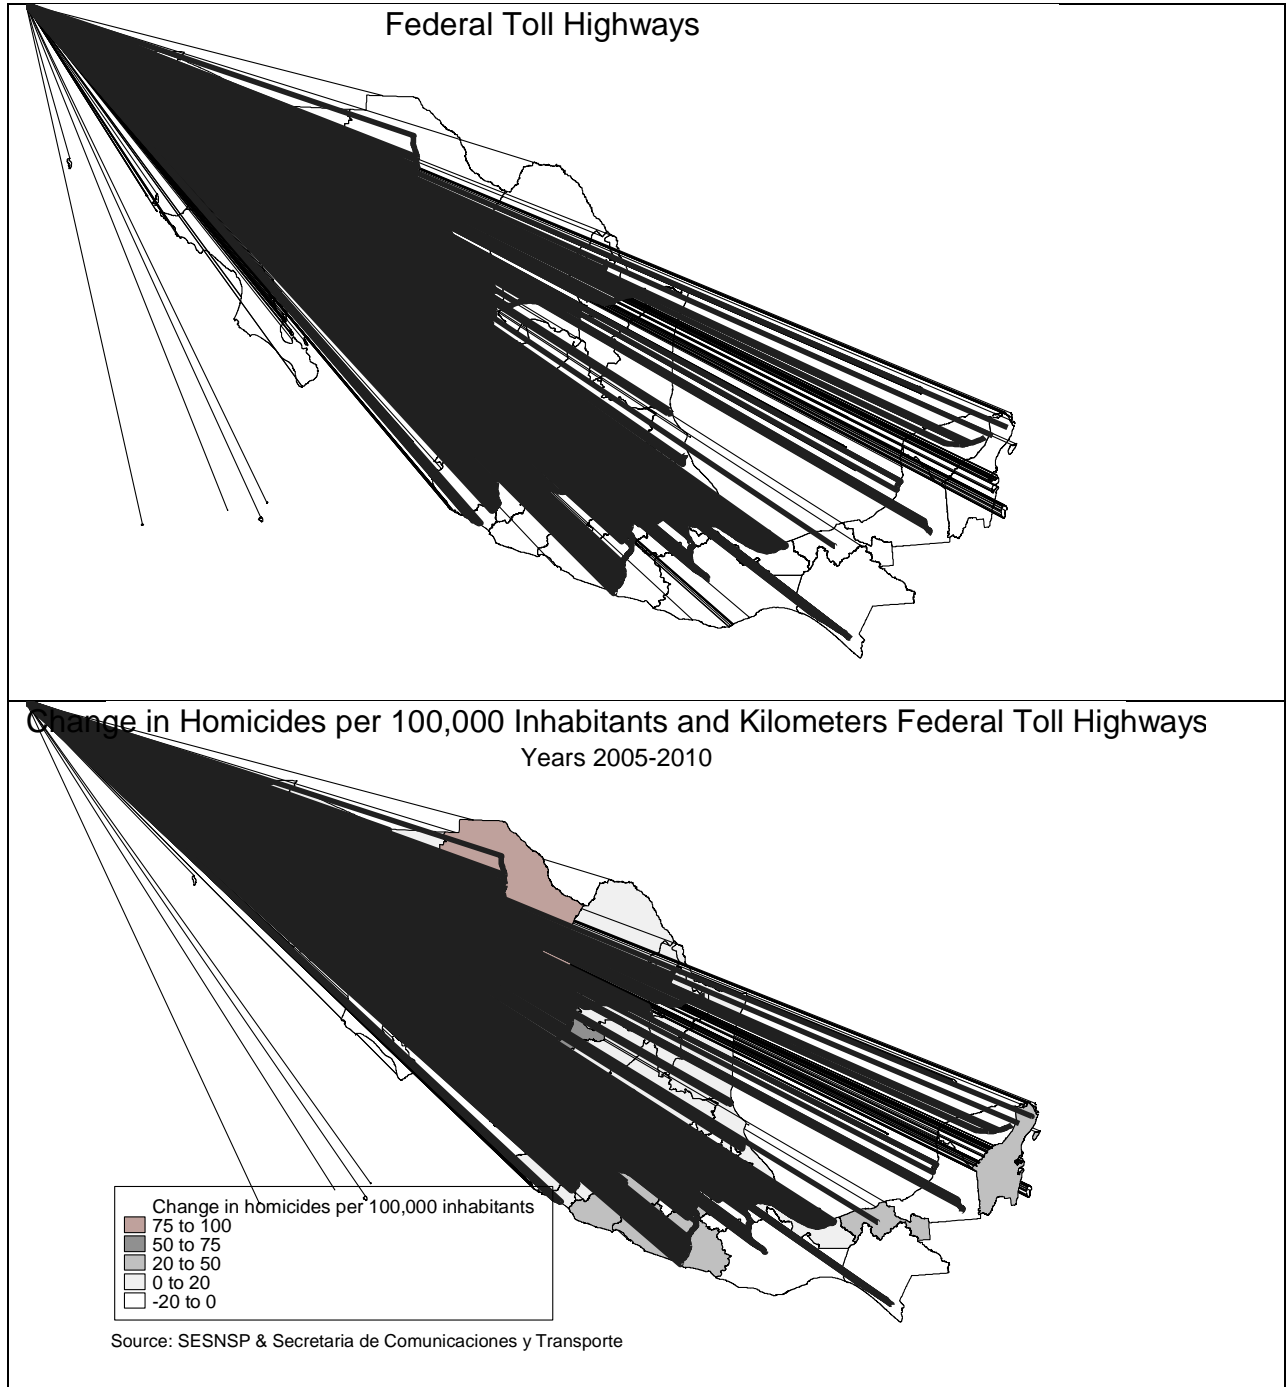 Federal Toll Highways
Change in Homicides per 100,000 Inhabitants and Kilometers Federal Toll Highways
Years 2005-2010
Change in homicides per 100,000 inhabitants
75 to 100
50 to 75
20 to 50
0 to 20
-20 to 0
Source: SESNSP & Secretaria de Comunicaciones y Transporte